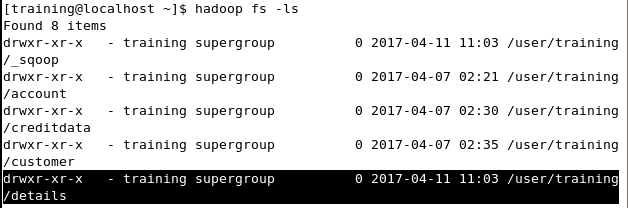 [training@localhost ~]$ hadoop fs -ls
Found 8 items
drwxr-xr-x   - training supergroup          0 2017-04-11 11:03 /user/training
/_sqoop
drwxr-xr-x   - training supergroup          0 2017-04-07 02:21 /user/training
/account
drwxr-xr-x   - training supergroup          0 2017-04-07 02:30 /user/training
/creditdata
drwxr-xr-x   - training supergroup          0 2017-04-07 02:35 /user/training
/customer
drwxr-xr-x   - training supergroup          0 2017-04-11 11:03 /user/training
/details